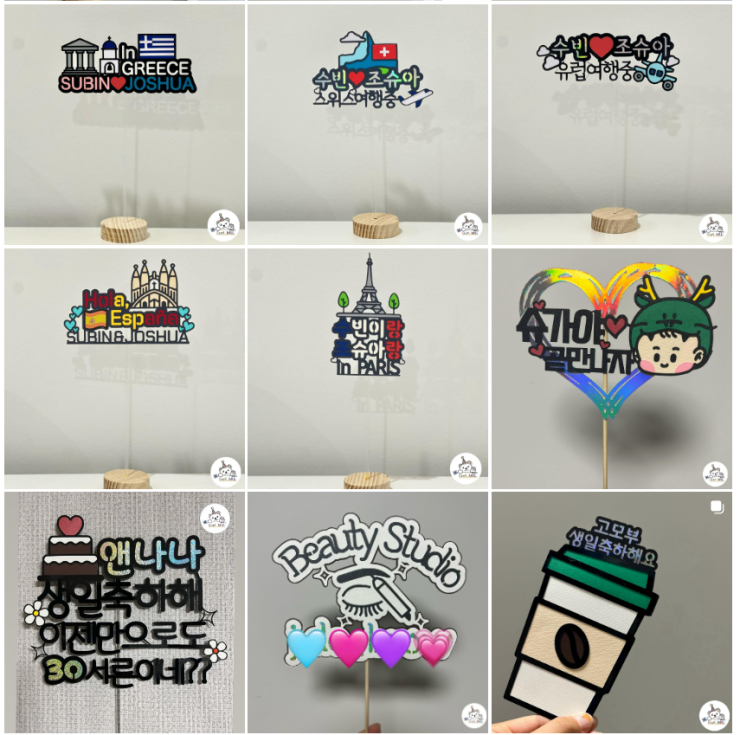 In
GREECE
SUBIN JOSHUA
수빈 조슈아
스위스여행중
수빈 조슈아
유럽여행중
Hola,
España
SUBIN&JOSHUA
수빈이랑
조슈아랑
in PARIS
슈가야
곧만나자
앤나나
생일축하해
이젠만으로도
30서른이네??
Beauty Studio
고모부
생일축하해요